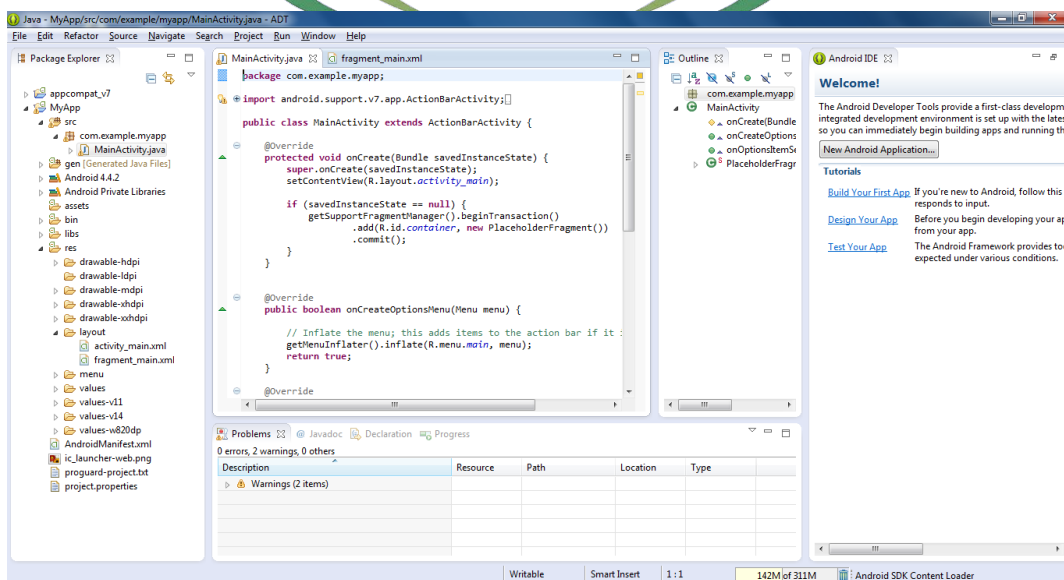 Java - MyApp/src/com/example/myapp/MainActivity.java - ADT
File Edit Refactor Source Navigate Search Project Run Window Help
Package Explorer
appcompat_v7
MyApp
src
com.example.myapp
MainActivity.java
gen [Generated Java Files]
Android 4.4.2
Android Private Libraries
assets
bin
libs
res
drawable-hdpi
drawable-ldpi
drawable-mdpi
drawable-xhdpi
drawable-xxhdpi
layout
activity_main.xml
fragment_main.xml
menu
values
values-v11
values-v14
values-w820dp
AndroidManifest.xml
ic_launcher-web.png
proguard-project.txt
project.properties
MainActivity.java fragment_main.xml
package com.example.myapp;
import android.support.v7.app.ActionBarActivity;
public class MainActivity extends ActionBarActivity {
@Override
protected void onCreate(Bundle savedInstanceState) {
super.onCreate(savedInstanceState);
setContentView(R.layout.activity_main);
if (savedInstanceState == null) {
getSupportFragmentManager().beginTransaction()
.add(R.id.container, new PlaceholderFragment())
.commit();
}
}
@Override
public boolean onCreateOptionsMenu(Menu menu) {
// Inflate the menu; this adds items to the action bar if it
getMenuInflater().inflate(R.menu.main, menu);
return true;
}
@Override
Outline
com.example.myapp
MainActivity
onCreate(Bundle
onCreateOptions
onOptionsItemSe
PlaceholderFragr
Android IDE
Welcome!
The Android Developer Tools provide a first-class developm
integrated development environment is set up with the lates
so you can immediately begin building apps and running th
New Android Application...
Tutorials
Build Your First App If you're new to Android, follow this
responds to input.
Design Your App Before you begin developing your ap
from your app.
Test Your App The Android Framework provides too
expected under various conditions.
Problems @ Javadoc Declaration Progress
0 errors, 2 warnings, 0 others
Description Resource Path Location Type
Warnings (2 items)
Writable Smart Insert 1 : 1 142M of 311M Android SDK Content Loader